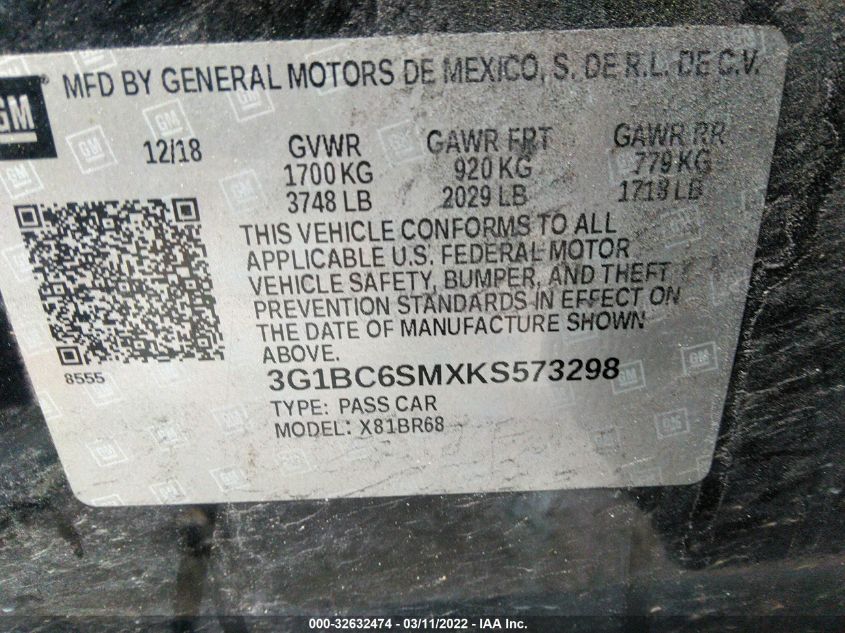 GM
MFD BY GENERAL MOTORS DE MEXICO, S. DE R.L. DE C.V.
12/18 GVWR GAWR FRT GAWR RR
1700 KG 920 KG 779 KG
3748 LB 2029 LB 1718 LB
THIS VEHICLE CONFORMS TO ALL
APPLICABLE U.S. FEDERAL MOTOR
VEHICLE SAFETY, BUMPER, AND THEFT
PREVENTION STANDARDS IN EFFECT ON
THE DATE OF MANUFACTURE SHOWN
ABOVE.
8555
3G1BC6SMXKS573298
TYPE: PASS CAR
MODEL: X81BR68
000-32632474 - 03/11/2022 - IAA Inc.